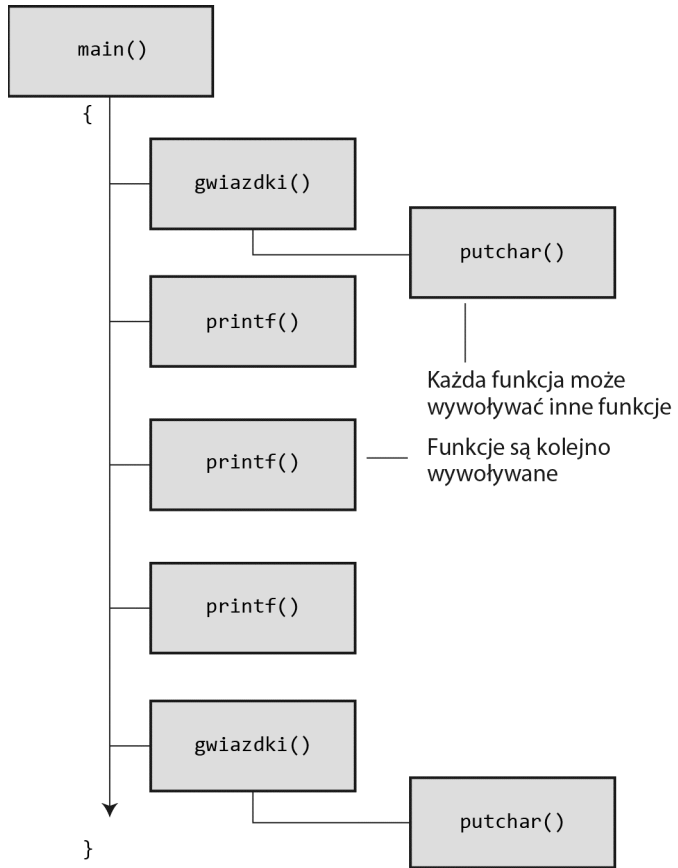 main()
{
gwiazdki()
putchar()
printf()
Każda funkcja może
wywoływać inne funkcje
printf()
Funkcje są kolejno
wywoływane
printf()
gwiazdki()
putchar()
}